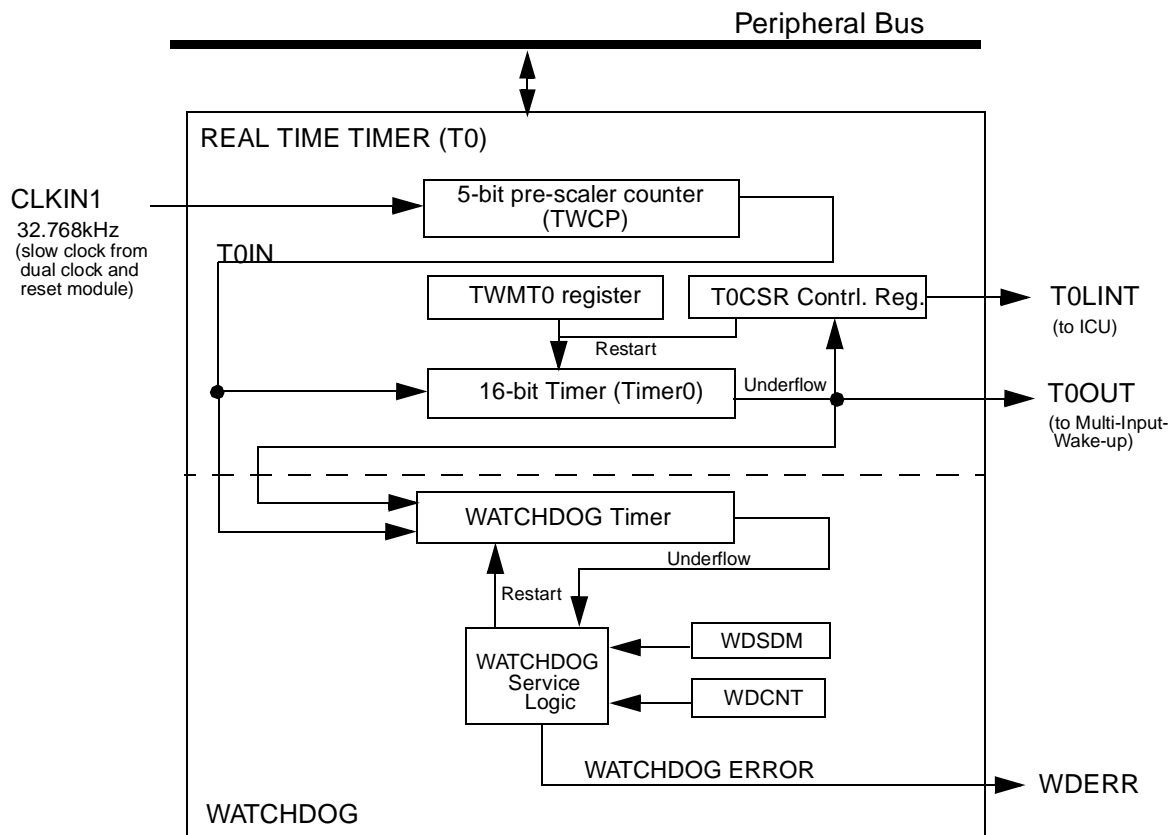 Peripheral Bus
REAL TIME TIMER (T0)
CLKIN1
32.768kHz
(slow clock from
dual clock and
reset module)
5-bit pre-scaler counter
(TWCP)
T0IN
TWMT0 register
T0CSR Contrl. Reg.
T0LINT
(to ICU)
Restart
16-bit Timer (Timer0)
Underflow
T0OUT
(to Multi-Input-
Wake-up)
WATCHDOG Timer
Underflow
Restart
WATCHDOG
Service
Logic
WDSDM
WDCNT
WATCHDOG ERROR
WDERR
WATCHDOG